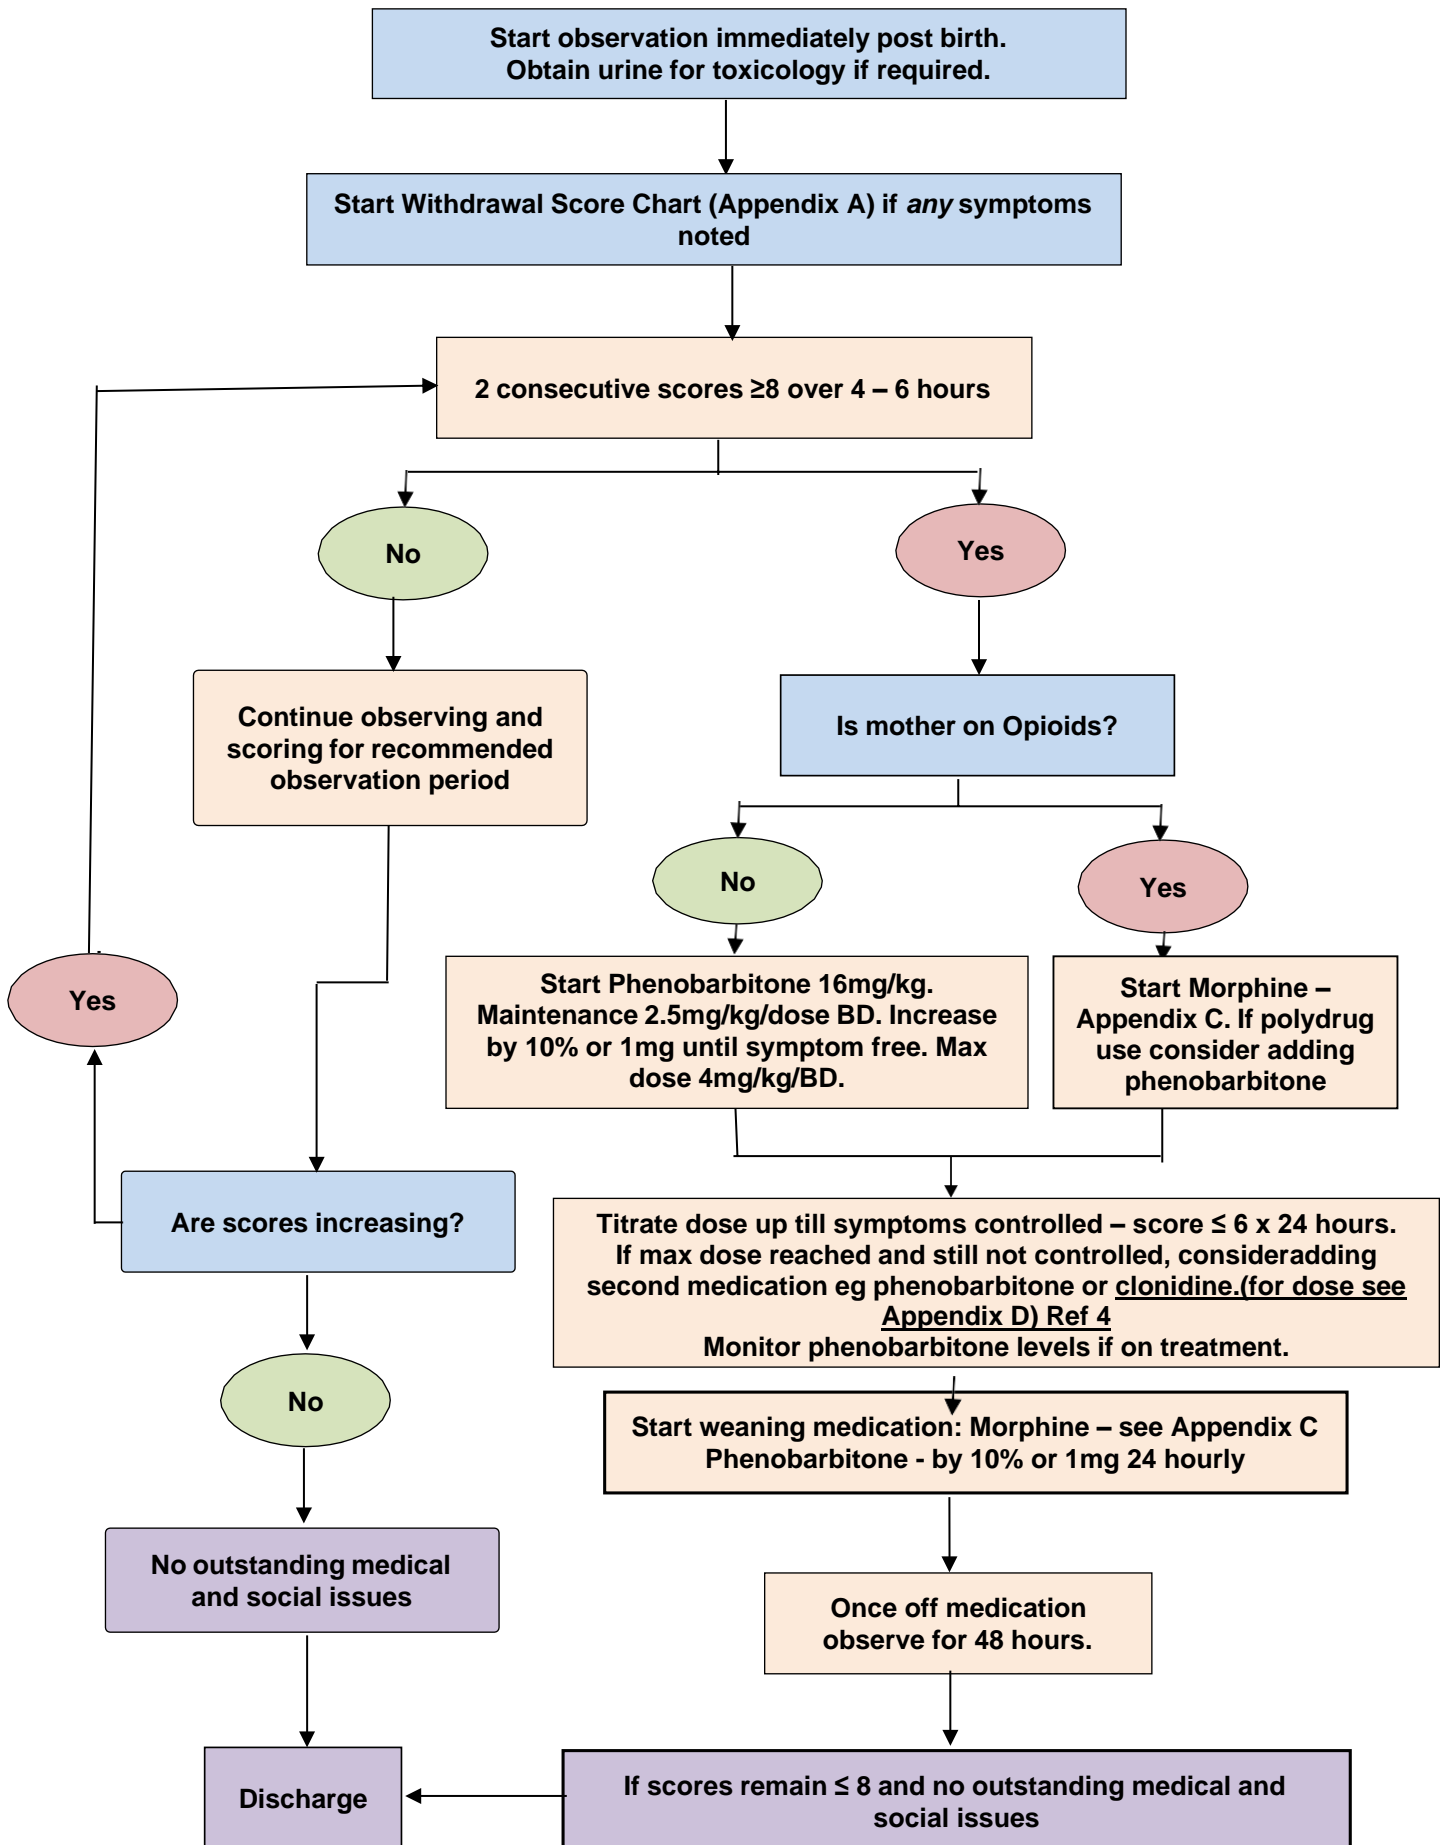 Start observation immediately post birth.
Obtain urine for toxicology if required.
Start Withdrawal Score Chart (Appendix A) if any symptoms
noted
2 consecutive scores ≥8 over 4 – 6 hours
No
Yes
Continue observing and
scoring for recommended
observation period
Is mother on Opioids?
No
Yes
Yes
Start Phenobarbitone 16mg/kg.
Maintenance 2.5mg/kg/dose BD. Increase
by 10% or 1mg until symptom free. Max
dose 4mg/kg/BD.
Start Morphine –
Appendix C. If polydrug
use consider adding
phenobarbitone
Are scores increasing?
Titrate dose up till symptoms controlled – score ≤ 6 x 24 hours.
If max dose reached and still not controlled, consideradding
second medication eg phenobarbitone or clonidine.(for dose see
Appendix D) Ref 4
Monitor phenobarbitone levels if on treatment.
No
Start weaning medication: Morphine – see Appendix C
Phenobarbitone - by 10% or 1mg 24 hourly
No outstanding medical
and social issues
Once off medication
observe for 48 hours.
Discharge
If scores remain ≤ 8 and no outstanding medical and
social issues